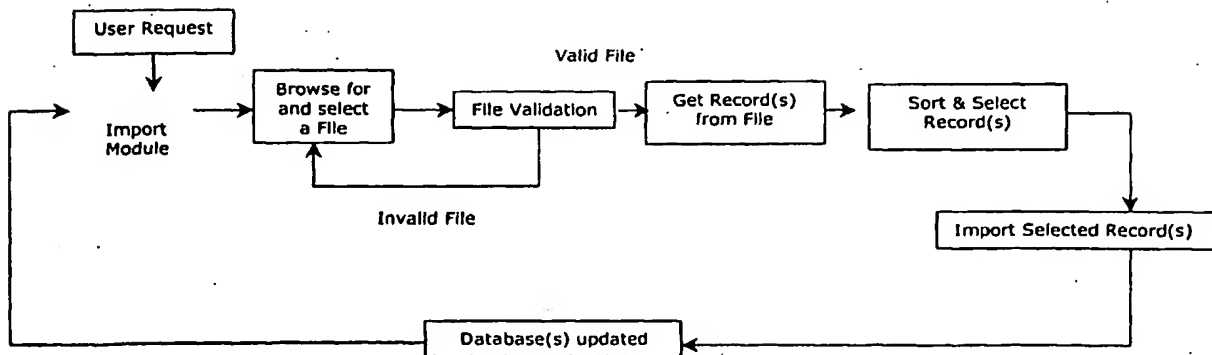 User Request
Valid File
Browse for
and select
a File
File Validation
Get Record(s)
from File
Sort & Select
Record(s)
Import
Module
Invalid File
Import Selected Record(s)
Database(s) updated